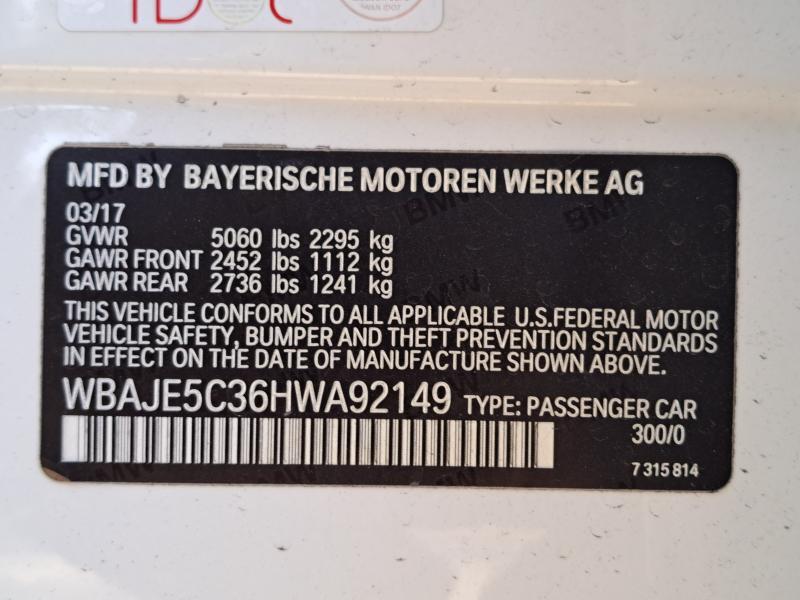 MFD BY BAYERISCHE MOTOREN WERKE AG
03/17
GVWR 5060 lbs 2295 kg
GAWR FRONT 2452 lbs 1112 kg
GAWR REAR 2736 lbs 1241 kg
THIS VEHICLE CONFORMS TO ALL APPLICABLE U.S.FEDERAL MOTOR
VEHICLE SAFETY, BUMPER AND THEFT PREVENTION STANDARDS
IN EFFECT ON THE DATE OF MANUFACTURE SHOWN ABOVE.
WBAJE5C36HWA92149 TYPE: PASSENGER CAR
300/0
7 315 814